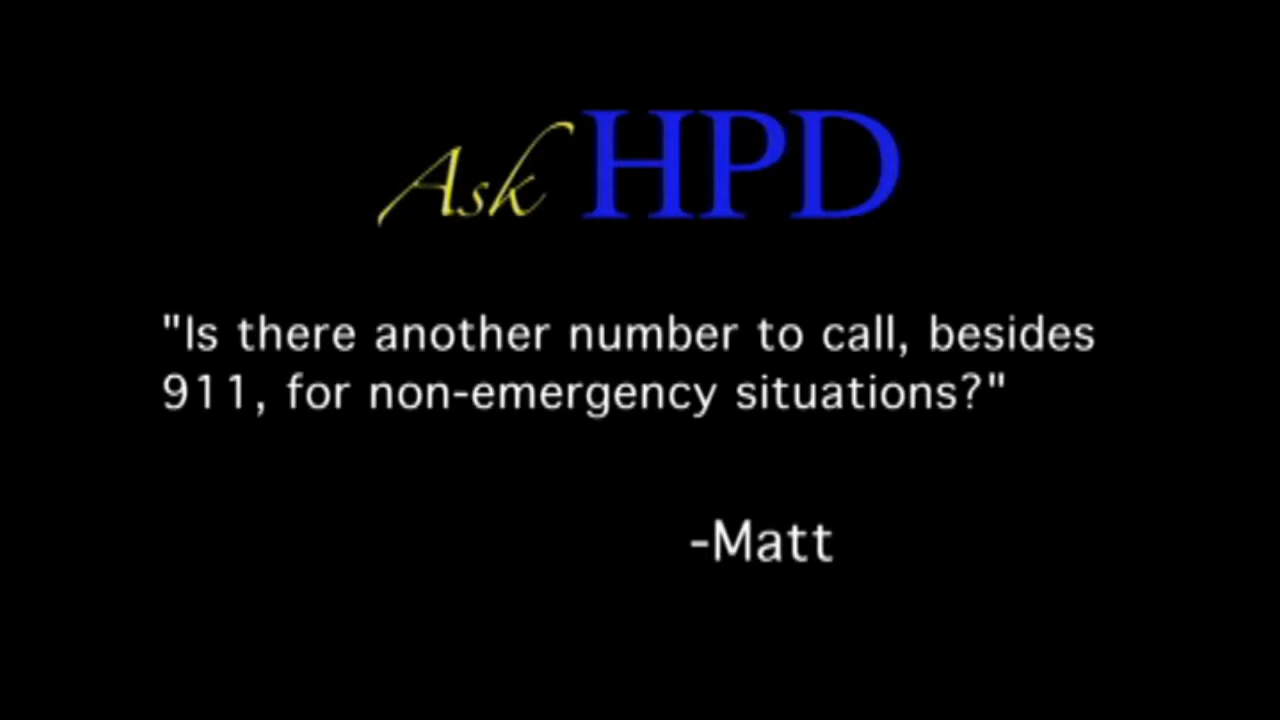 Ask HPD
"Is there another number to call, besides
911, for non-emergency situations?"
-Matt